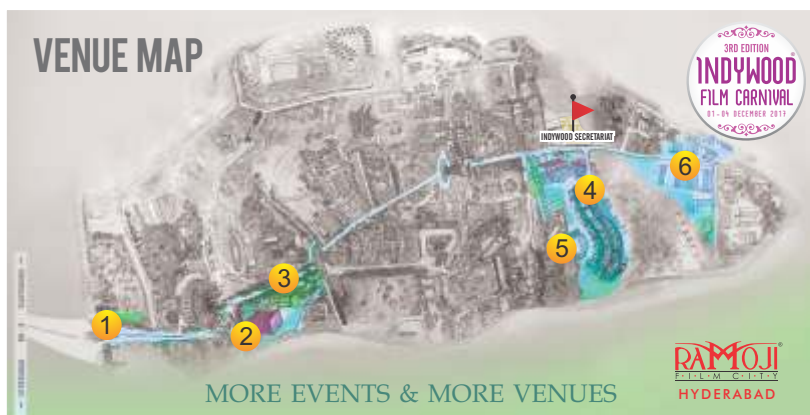 VENUE MAP
3RD EDITION
INDYWOOD
FILM CARNIVAL
01-04 DECEMBER 2017
INDYWOOD SECRETARIAT
6
4
5
3
1
2
RAMOJI®
FILM CITY
HYDERABAD
MORE EVENTS & MORE VENUES